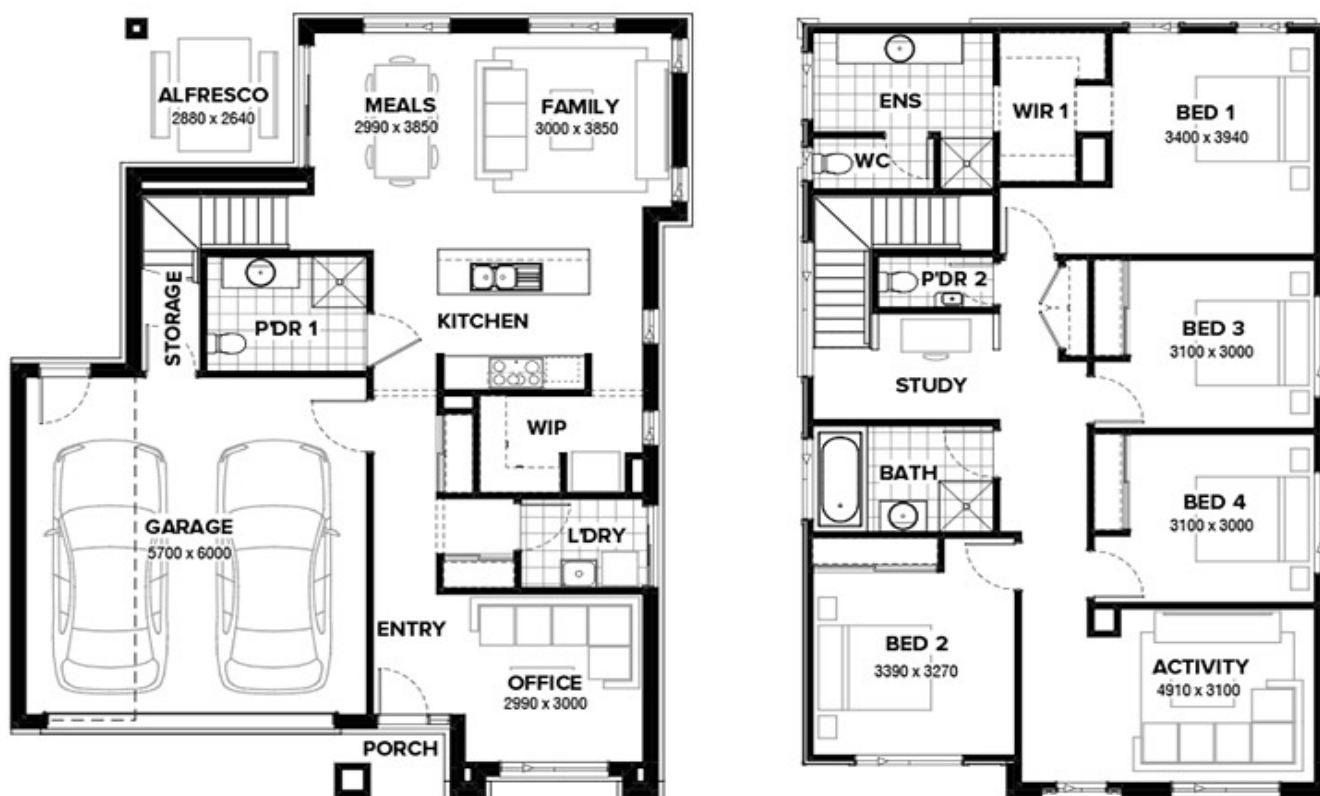 ALFRESCO
2880 x 2640
MEALS
2990 x 3850
FAMILY
3000 x 3850
STORAGE
P'DR 1
KITCHEN
WIP
GARAGE
5700 x 6000
L'DRY
ENTRY
OFFICE
2990 x 3000
PORCH
ENS
WIR 1
BED 1
3400 x 3940
WC
P'DR 2
BED 3
3100 x 3000
STUDY
BATH
BED 4
3100 x 3000
BED 2
3390 x 3270
ACTIVITY
4910 x 3100